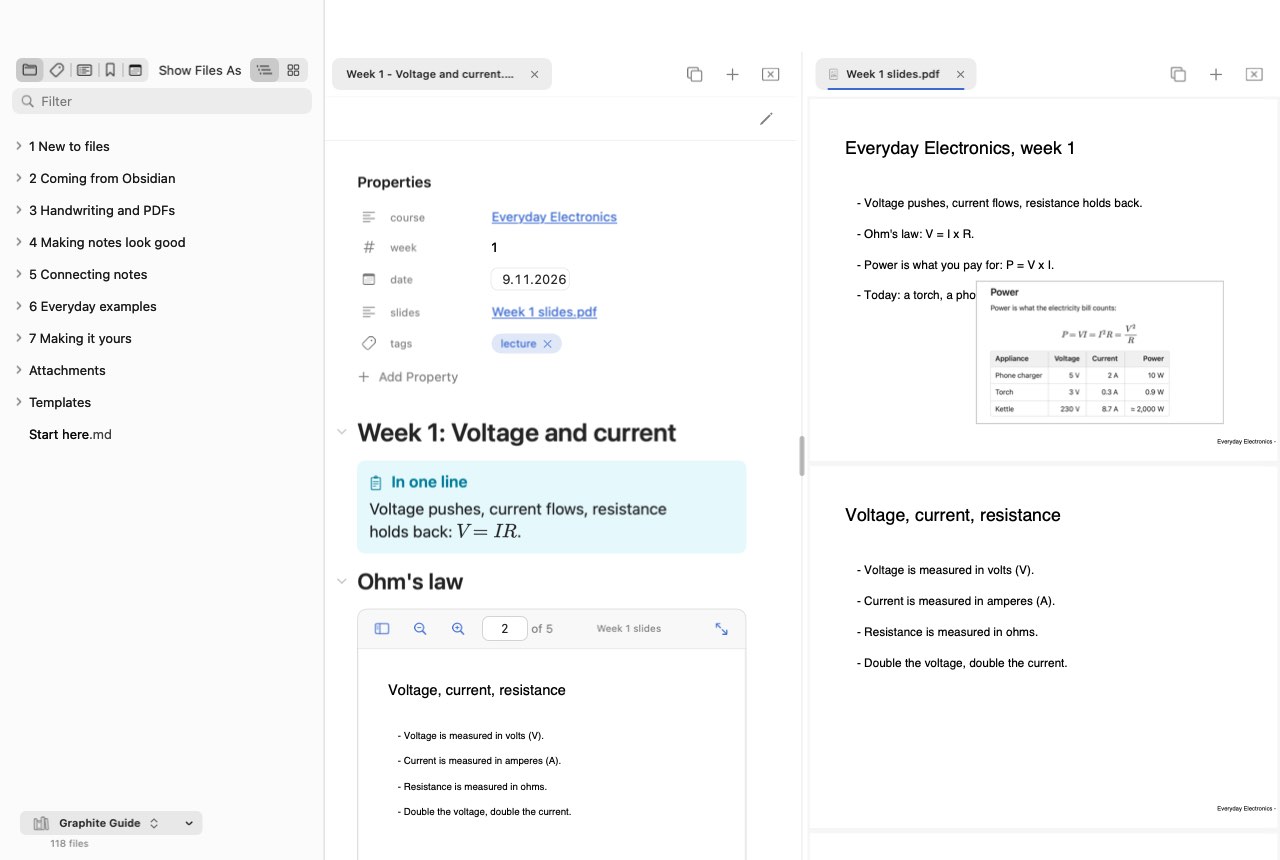 Show Files As
Filter
1 New to files
2 Coming from Obsidian
3 Handwriting and PDFs
4 Making notes look good
5 Connecting notes
6 Everyday examples
7 Making it yours
Attachments
Templates
Start here.md
Graphite Guide
118 files
Week 1 - Voltage and current....
Properties
course Everyday Electronics
week 1
date 9.11.2026
slides Week 1 slides.pdf
tags lecture
Add Property
Week 1: Voltage and current
In one line
Voltage pushes, current flows, resistance
holds back: V = IR.
Ohm's law
2 of 5 Week 1 slides
Voltage, current, resistance
- Voltage is measured in volts (V).
- Current is measured in amperes (A).
- Resistance is measured in ohms.
- Double the voltage, double the current.
Week 1 slides.pdf
Everyday Electronics, week 1
- Voltage pushes, current flows, resistance holds back.
- Ohm's law: V = I x R.
- Power is what you pay for: P = V x I.
- Today: a torch, a pho
Power
Power is what the electricity bill counts:
P = VI = I²R = V²/R
Appliance Voltage Current Power
Phone charger 5 V 2 A 10 W
Torch 3 V 0.3 A 0.9 W
Kettle 230 V 8.7 A ≈ 2,000 W
Everyday Electronics -
Voltage, current, resistance
- Voltage is measured in volts (V).
- Current is measured in amperes (A).
- Resistance is measured in ohms.
- Double the voltage, double the current.
Everyday Electronics -